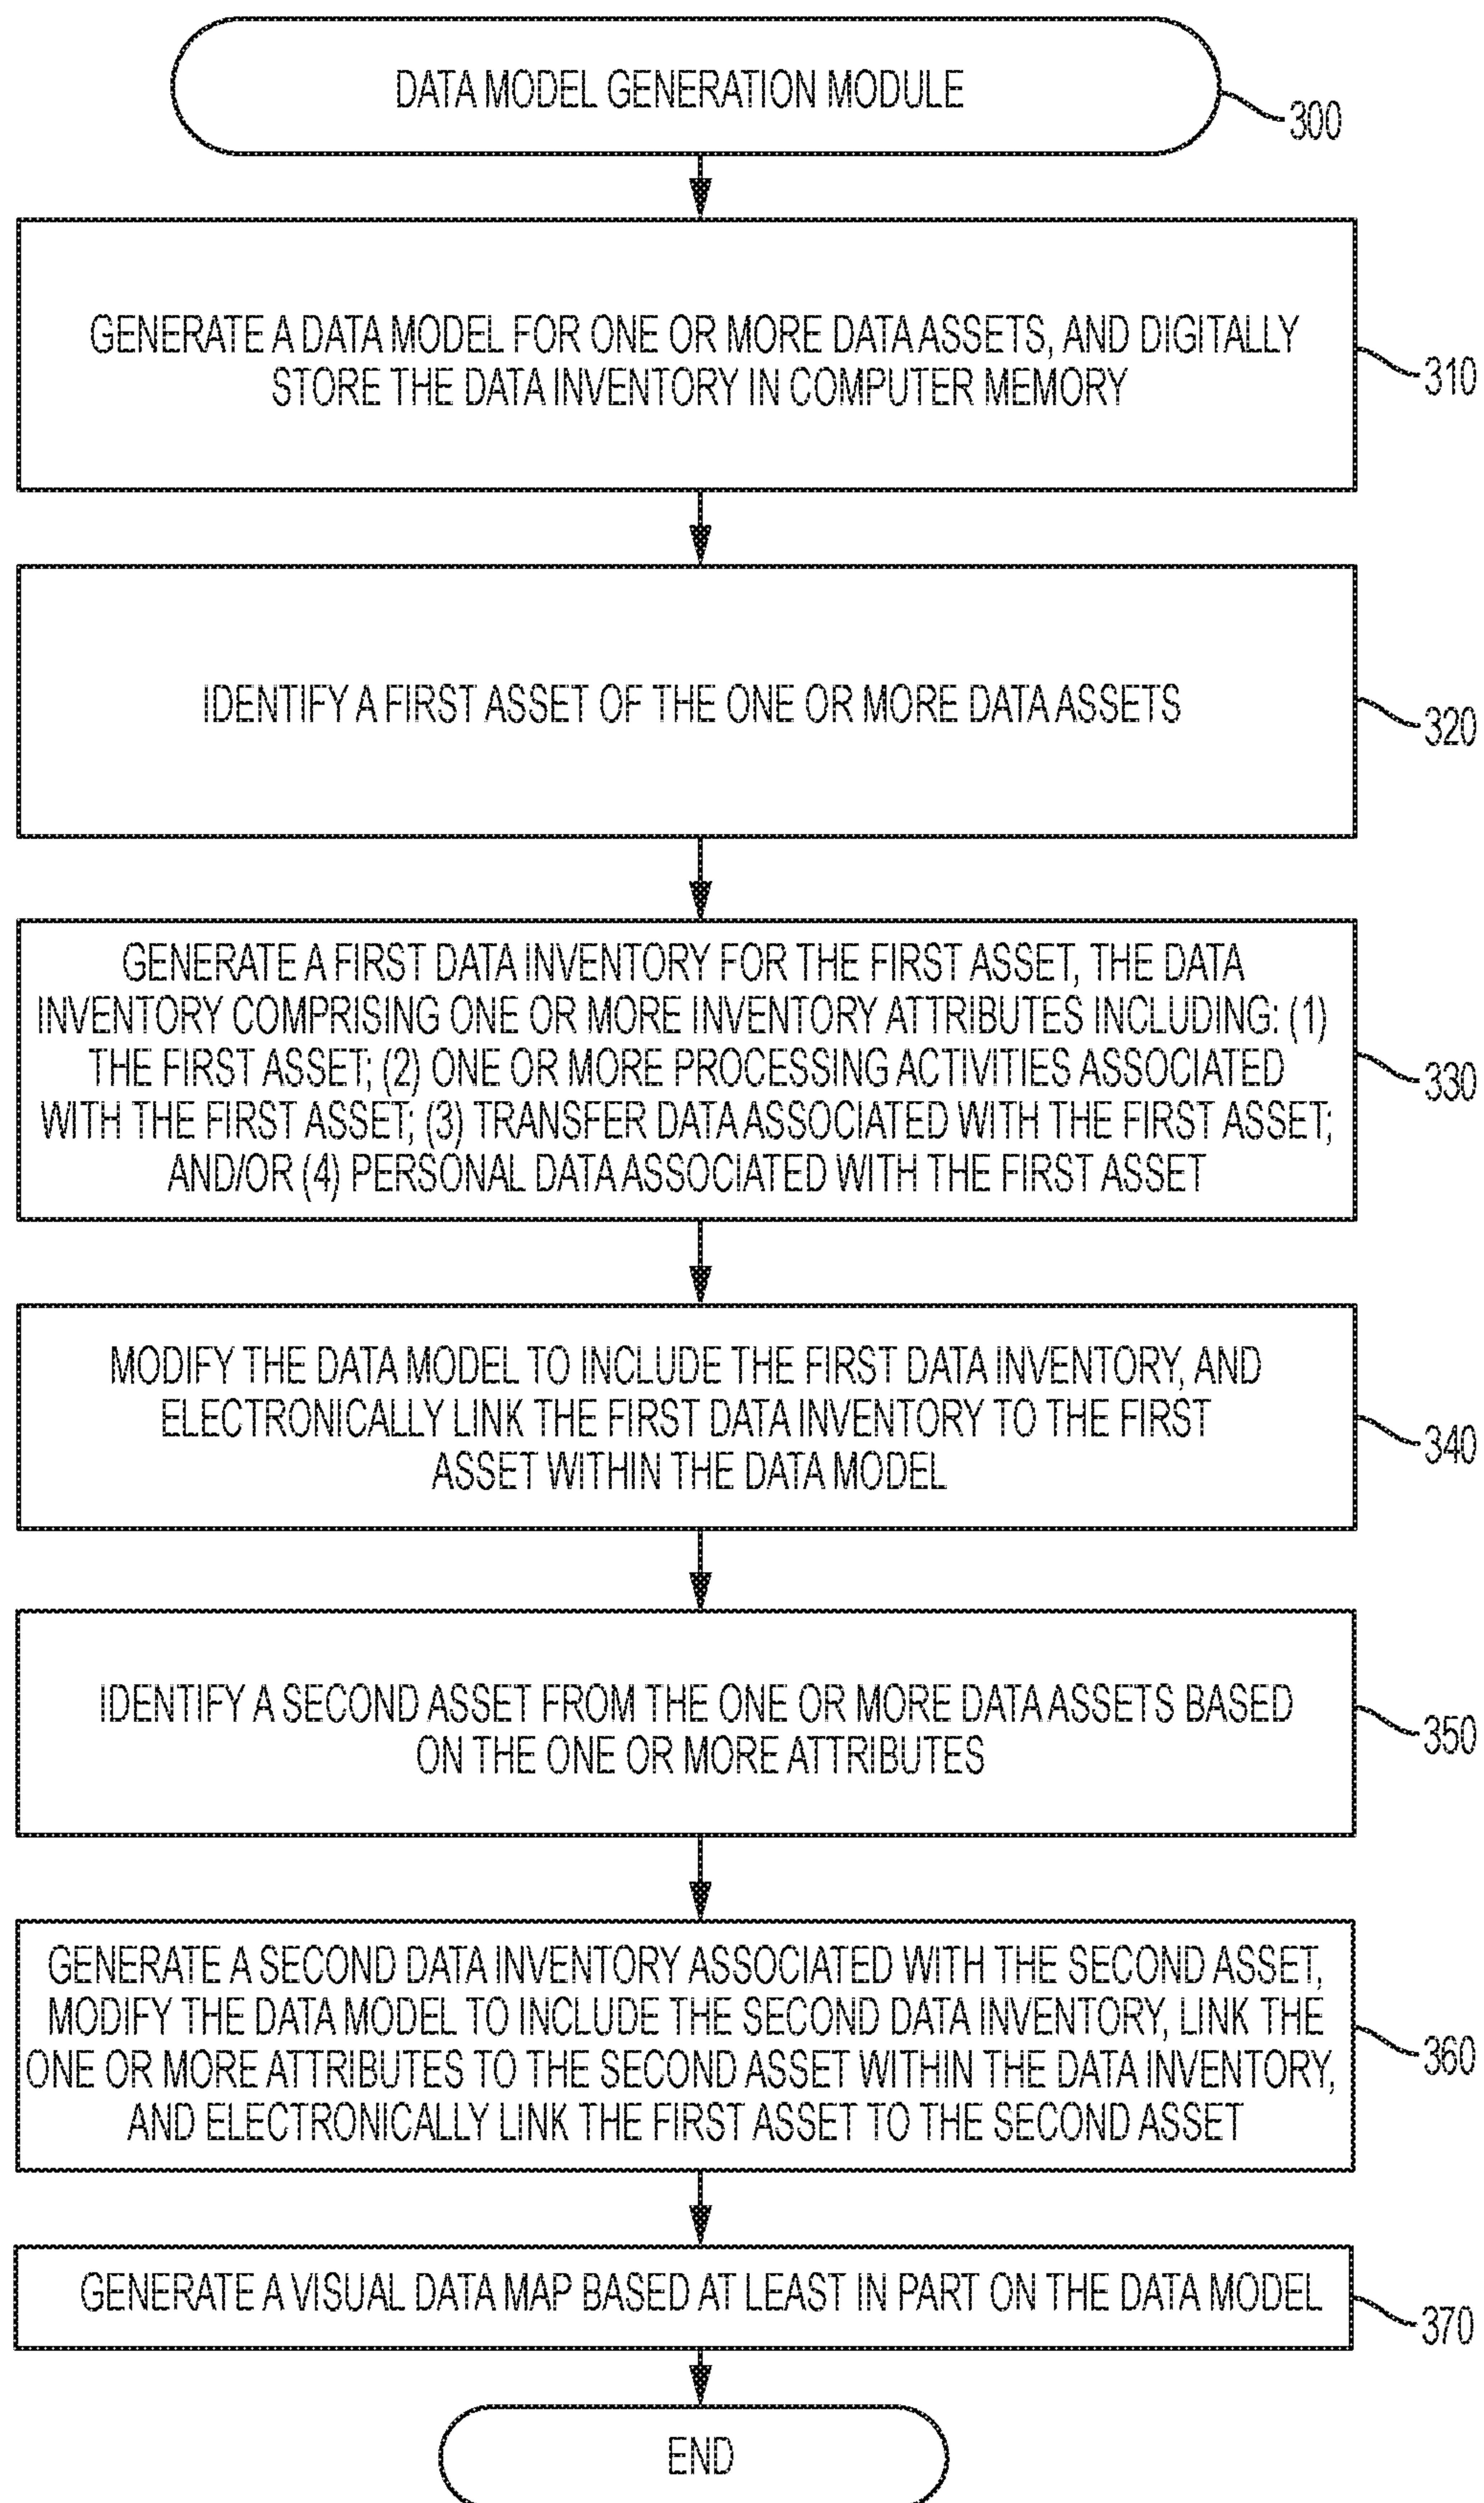 DATA MODEL GENERATION MODULE
300
GENERATE A DATA MODEL FOR ONE OR MORE DATA ASSETS, AND DIGITALLY
STORE THE DATA INVENTORY IN COMPUTER MEMORY
310
IDENTIFY A FIRST ASSET OF THE ONE OR MORE DATA ASSETS
320
GENERATE A FIRST DATA INVENTORY FOR THE FIRST ASSET, THE DATA
INVENTORY COMPRISING ONE OR MORE INVENTORY ATTRIBUTES INCLUDING: (1)
THE FIRST ASSET; (2) ONE OR MORE PROCESSING ACTIVITIES ASSOCIATED
WITH THE FIRST ASSET; (3) TRANSFER DATA ASSOCIATED WITH THE FIRST ASSET;
AND/OR (4) PERSONAL DATA ASSOCIATED WITH THE FIRST ASSET
330
MODIFY THE DATA MODEL TO INCLUDE THE FIRST DATA INVENTORY, AND
ELECTRONICALLY LINK THE FIRST DATA INVENTORY TO THE FIRST
ASSET WITHIN THE DATA MODEL
340
IDENTIFY A SECOND ASSET FROM THE ONE OR MORE DATA ASSETS BASED
ON THE ONE OR MORE ATTRIBUTES
350
GENERATE A SECOND DATA INVENTORY ASSOCIATED WITH THE SECOND ASSET,
MODIFY THE DATA MODEL TO INCLUDE THE SECOND DATA INVENTORY, LINK THE
ONE OR MORE ATTRIBUTES TO THE SECOND ASSET WITHIN THE DATA INVENTORY,
AND ELECTRONICALLY LINK THE FIRST ASSET TO THE SECOND ASSET
360
GENERATE A VISUAL DATA MAP BASED AT LEAST IN PART ON THE DATA MODEL
370
END